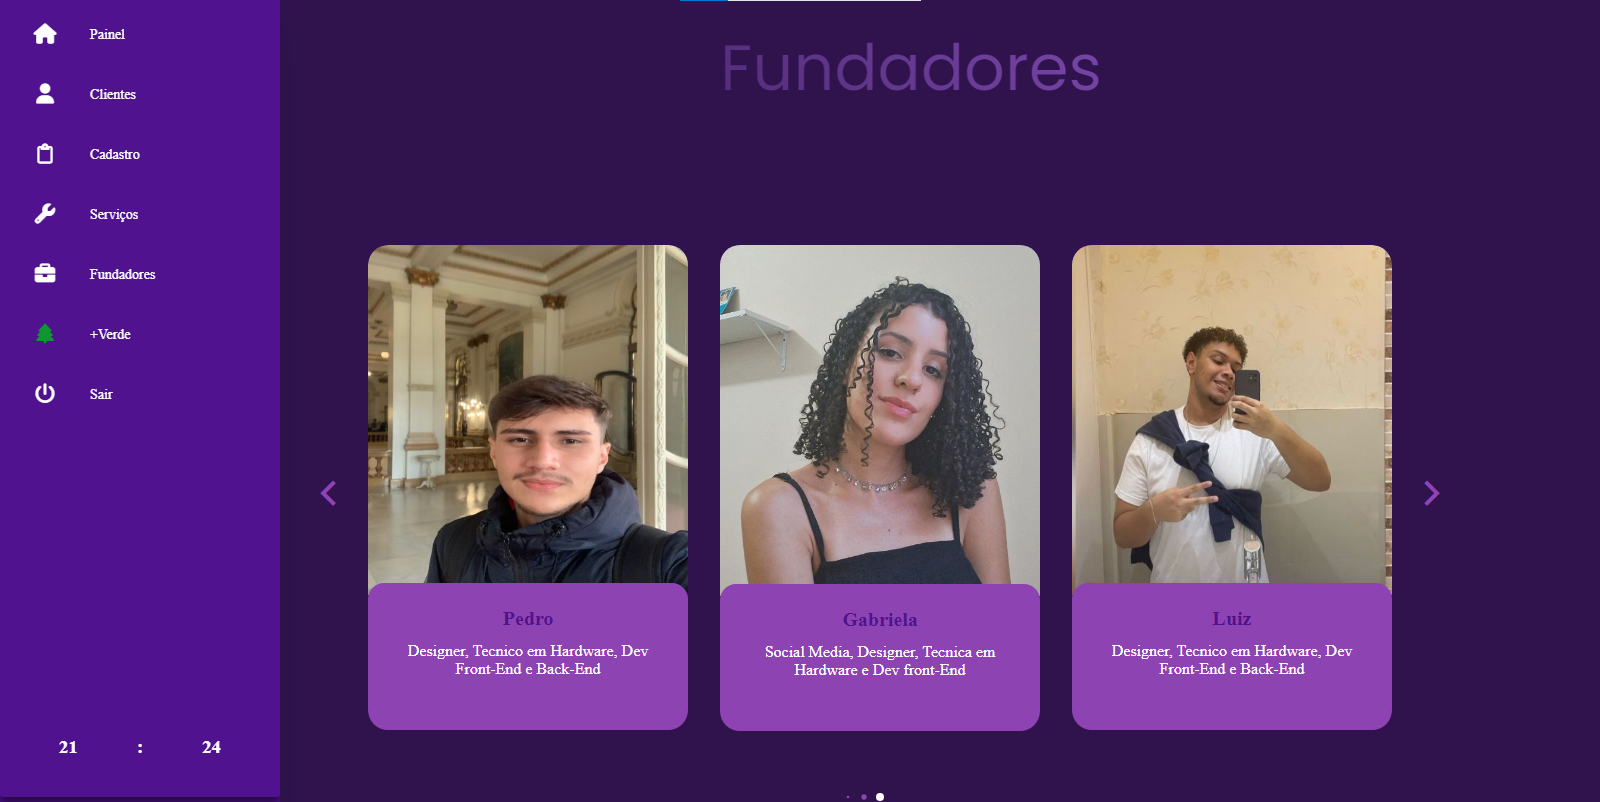 Painel
Clientes
Cadastro
Serviços
Fundadores
+Verde
Sair
21 : 24
Fundadores
Pedro
Designer, Tecnico em Hardware, Dev
Front-End e Back-End
Gabriela
Social Media, Designer, Tecnica em
Hardware e Dev front-End
Luiz
Designer, Tecnico em Hardware, Dev
Front-End e Back-End